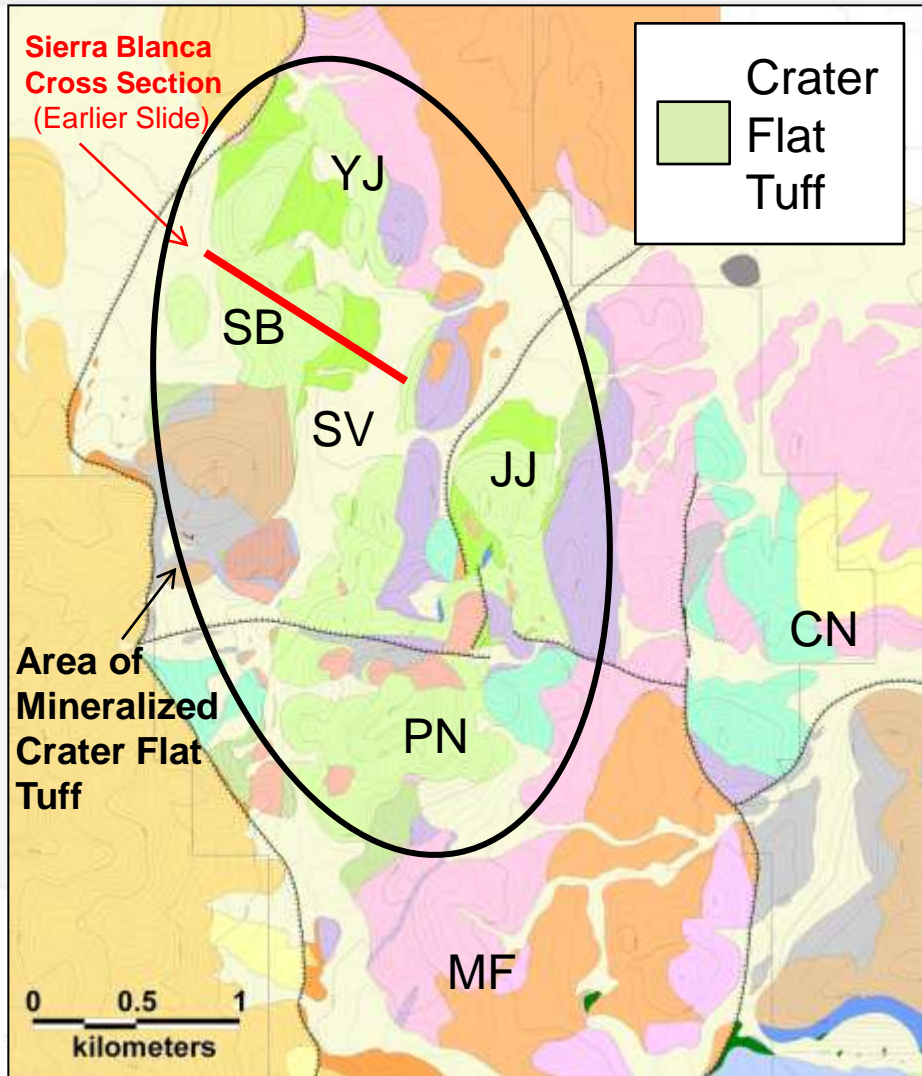 Sierra Blanca
Cross Section
(Earlier Slide)
Crater
Flat
Tuff
YJ
SB
SV
JJ
CN
Area of
Mineralized
Crater Flat
Tuff
PN
MF
0 0.5 1
kilometers